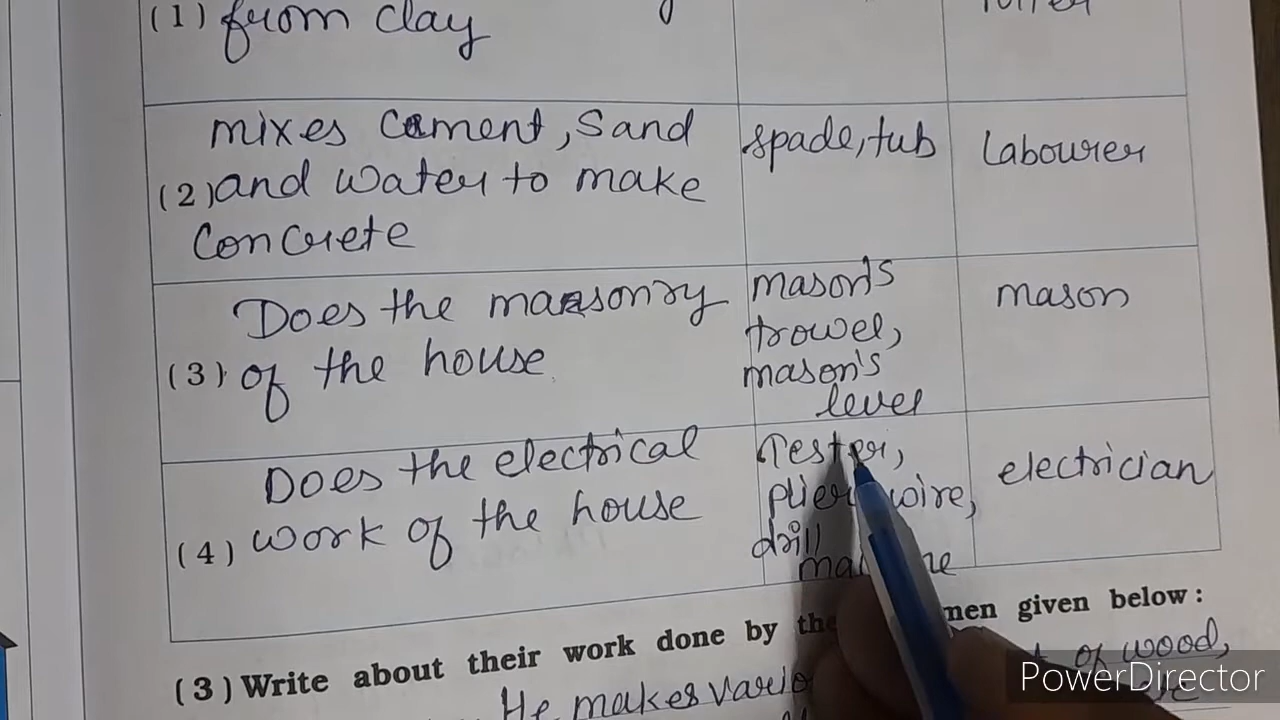 (1) from clay
mixes cement, Sand
(2) and water to make
Concrete
spade, tub
Labourer
Does the masonry
(3) of the house
mason's
trowel,
mason's
level
mason
Does the electrical
(4) work of the house
Tester,
wire,
drill
electrician
(3) Write about their work done by given below :
He makes of wood,
PowerDirector